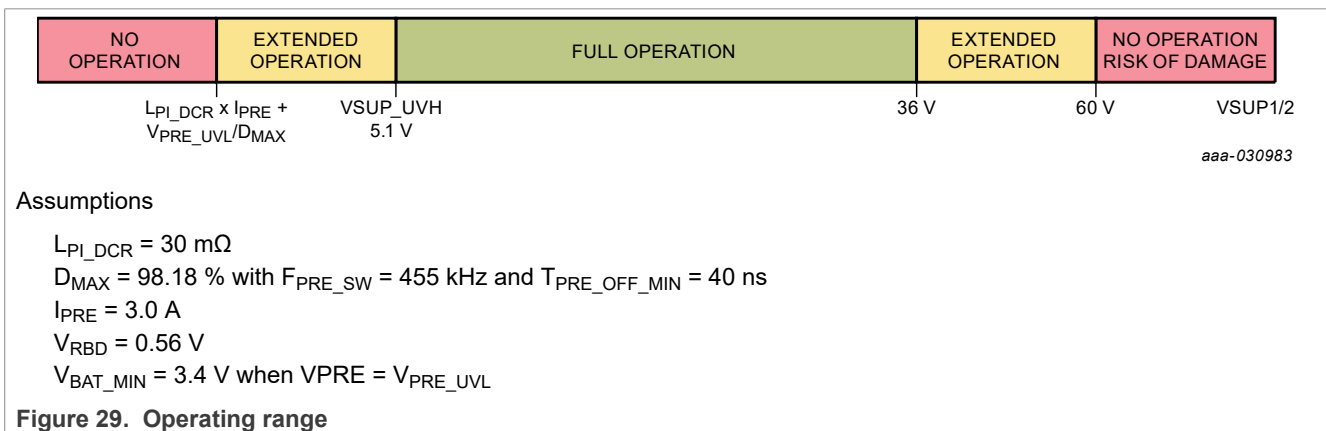 NO OPERATION
EXTENDED OPERATION
FULL OPERATION
EXTENDED OPERATION
NO OPERATION RISK OF DAMAGE
LPI_DCR x IPRE + VPRE_UVL/DMAX
VSUP_UVH 5.1 V
36 V
60 V
VSUP1/2
aaa-030983
Assumptions
LPI_DCR = 30 mΩ
DMAX = 98.18 % with FPRE_SW = 455 kHz and TPRE_OFF_MIN = 40 ns
IPRE = 3.0 A
VRBD = 0.56 V
VBAT_MIN = 3.4 V when VPRE = VPRE_UVL
Figure 29. Operating range